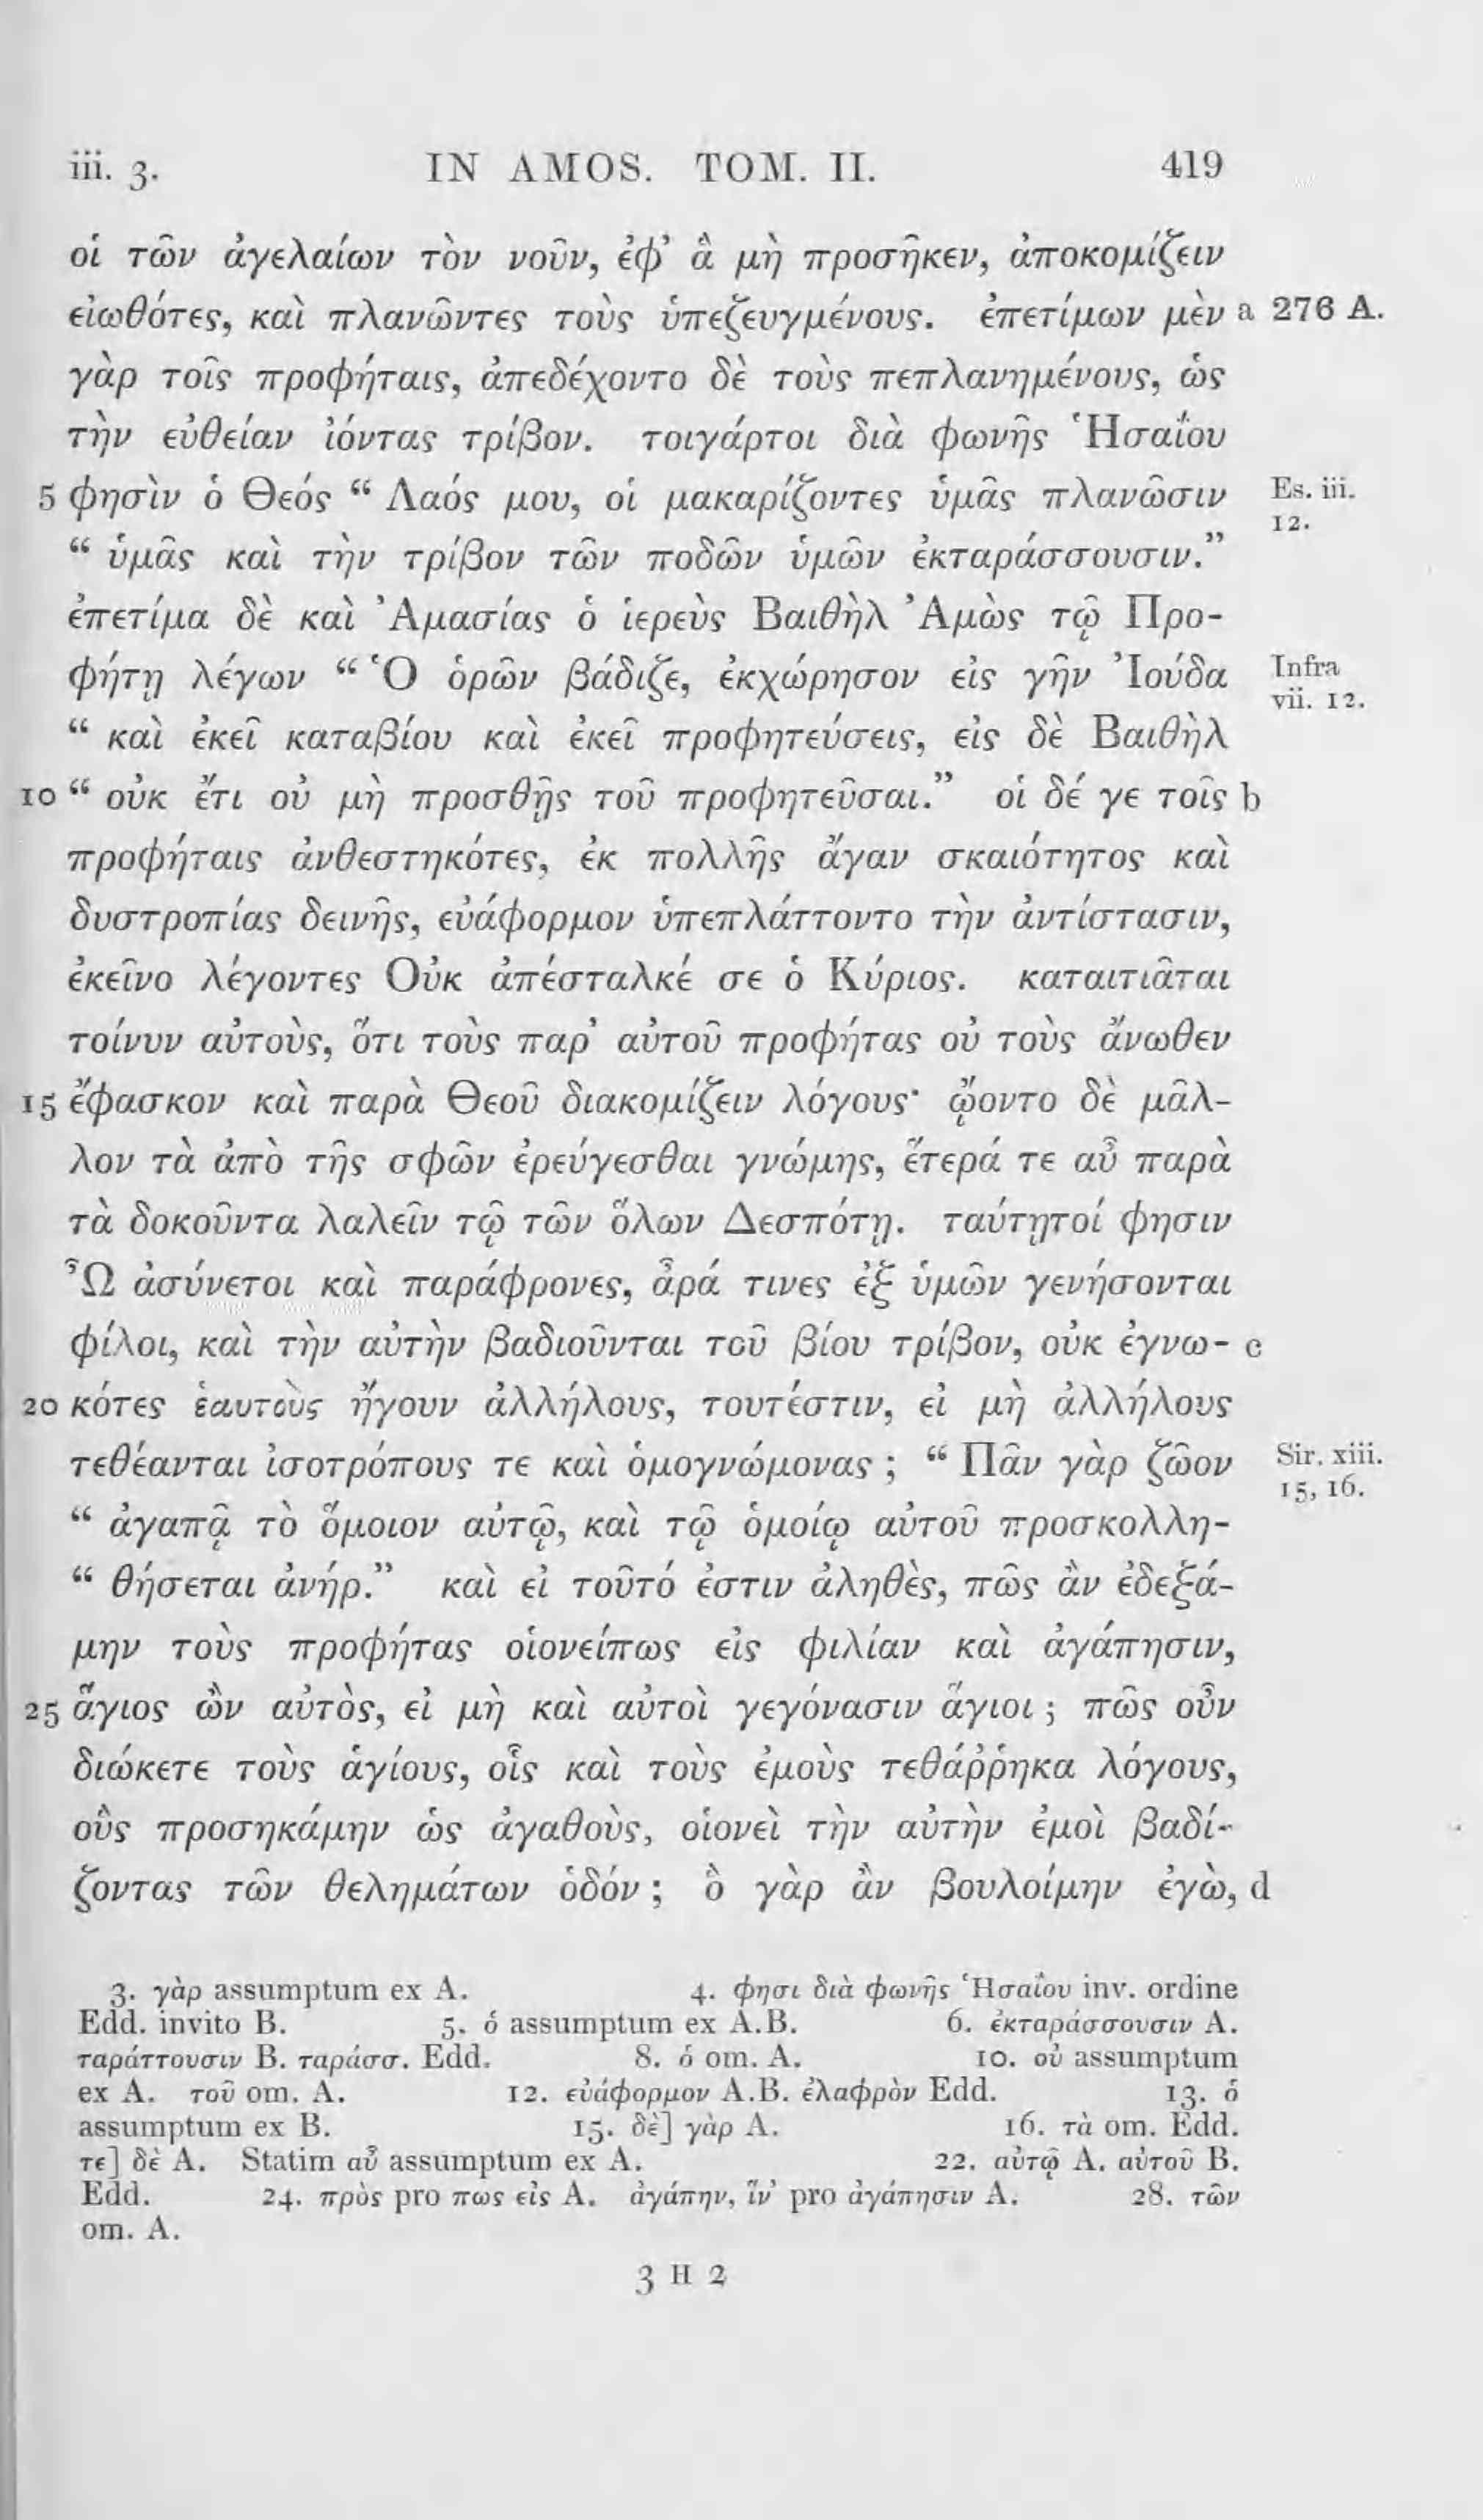 iii. 3. IN AMOS. TOM. II. 419
οἱ τῶν ἀγελαίων τὸν νοῦν, ἐφ’ ἃ μὴ προσῆκεν, ἀποκομίζειν
εἰωθότες, καὶ πλανῶντες τοὺς ὑπεζευγμένους. ἐπετίμων μὲν a 276 A.
γὰρ τοῖς προφήταις, ἀπεδέχοντο δὲ τοὺς πεπλανημένους, ὡς
τὴν εὐθείαν ἰόντας τρίβον. τοιγάρτοι διὰ φωνῆς Ἡσαΐου
5 φησὶν ὁ Θεός “ Λαός μου, οἱ μακαρίζοντες ὑμᾶς πλανῶσιν Es. iii. 12.
“ ὑμᾶς καὶ τὴν τρίβον τῶν ποδῶν ὑμῶν ἐκταράσσουσιν.”
ἐπετίμα δὲ καὶ Ἀμασίας ὁ ἱερεὺς Βαιθὴλ Ἀμὼς τῷ Προ-
φήτῃ λέγων “ Ὁ ὁρῶν βάδιζε, ἐκχώρησον εἰς γῆν Ἰούδα Infra vii. 12.
“ καὶ ἐκεῖ καταβίου καὶ ἐκεῖ προφητεύσεις, εἰς δὲ Βαιθὴλ
10 “ οὐκ ἔτι οὐ μὴ προσθῇς τοῦ προφητεῦσαι.” οἱ δέ γε τοῖς b
προφήταις ἀνθεστηκότες, ἐκ πολλῆς ἄγαν σκαιότητος καὶ
δυστροπίας δεινῆς, εὐάφορμον ὑπεπλάττοντο τὴν ἀντίστασιν,
ἐκεῖνο λέγοντες Οὐκ ἀπέσταλκέ σε ὁ Κύριος. καταιτιᾶται
τοίνυν αὐτοὺς, ὅτι τοὺς παρ’ αὐτοῦ προφήτας οὐ τοὺς ἄνωθεν
15 ἔφασκον καὶ παρὰ Θεοῦ διακομίζειν λόγους· ᾤοντο δὲ μᾶλ-
λον τὰ ἀπὸ τῆς σφῶν ἐρεύγεσθαι γνώμης, ἕτερά τε αὖ παρὰ
τὰ δοκοῦντα λαλεῖν τῷ τῶν ὅλων Δεσπότῃ. ταύτῃτοί φησιν
Ὦ ἀσύνετοι καὶ παράφρονες, ἆρά τινες ἐξ ὑμῶν γενήσονται
φίλοι, καὶ τὴν αὐτὴν βαδιοῦνται τοῦ βίου τρίβον, οὐκ ἐγνω- c
20 κότες ἑαυτοὺς ἤγουν ἀλλήλους, τουτέστιν, εἰ μὴ ἀλλήλους
τεθέανται ἰσοτρόπους τε καὶ ὁμογνώμονας ; “ Πᾶν γὰρ ζῶον Sir. xiii. 15, 16.
“ ἀγαπᾷ τὸ ὅμοιον αὐτῷ, καὶ τῷ ὁμοίῳ αὐτοῦ προσκολλη-
“ θήσεται ἀνήρ.” καὶ εἰ τοῦτό ἐστιν ἀληθὲς, πῶς ἂν ἐδεξά-
μην τοὺς προφήτας οἱονείπως εἰς φιλίαν καὶ ἀγάπησιν,
25 ἅγιος ὢν αὐτὸς, εἰ μὴ καὶ αὐτοὶ γεγόνασιν ἅγιοι ; πῶς οὖν
διώκετε τοὺς ἁγίους, οἷς καὶ τοὺς ἐμοὺς τεθάῤῥηκα λόγους,
οὓς προσηκάμην ὡς ἀγαθοὺς, οἱονεὶ τὴν αὐτὴν ἐμοὶ βαδί-
ζοντας τῶν θελημάτων ὁδόν ; ὃ γὰρ ἂν βουλοίμην ἐγὼ, d
3. γὰρ assumptum ex A. 4. φησι διὰ φωνῆς Ἡσαΐου inv. ordine
Edd. invito B. 5. ὁ assumptum ex A.B. 6. ἐκταράσσουσιν A.
ταράττουσιν B. ταράσσ. Edd. 8. ὁ om. A. 10. οὐ assumptum
ex A. τοῦ om. A. 12. εὐάφορμον A.B. ἐλαφρὸν Edd. 13. ὁ
assumptum ex B. 15. δὲ] γὰρ A. 16. τὰ om. Edd.
τε] δὲ A. Statim αὖ assumptum ex A. 22. αὐτῷ A. αὐτοῦ B.
Edd. 24. πρὸς pro πως εἰς A. ἀγάπην, ἵν’ pro ἀγάπησιν A. 28. τῶν
om. A.
3 H 2